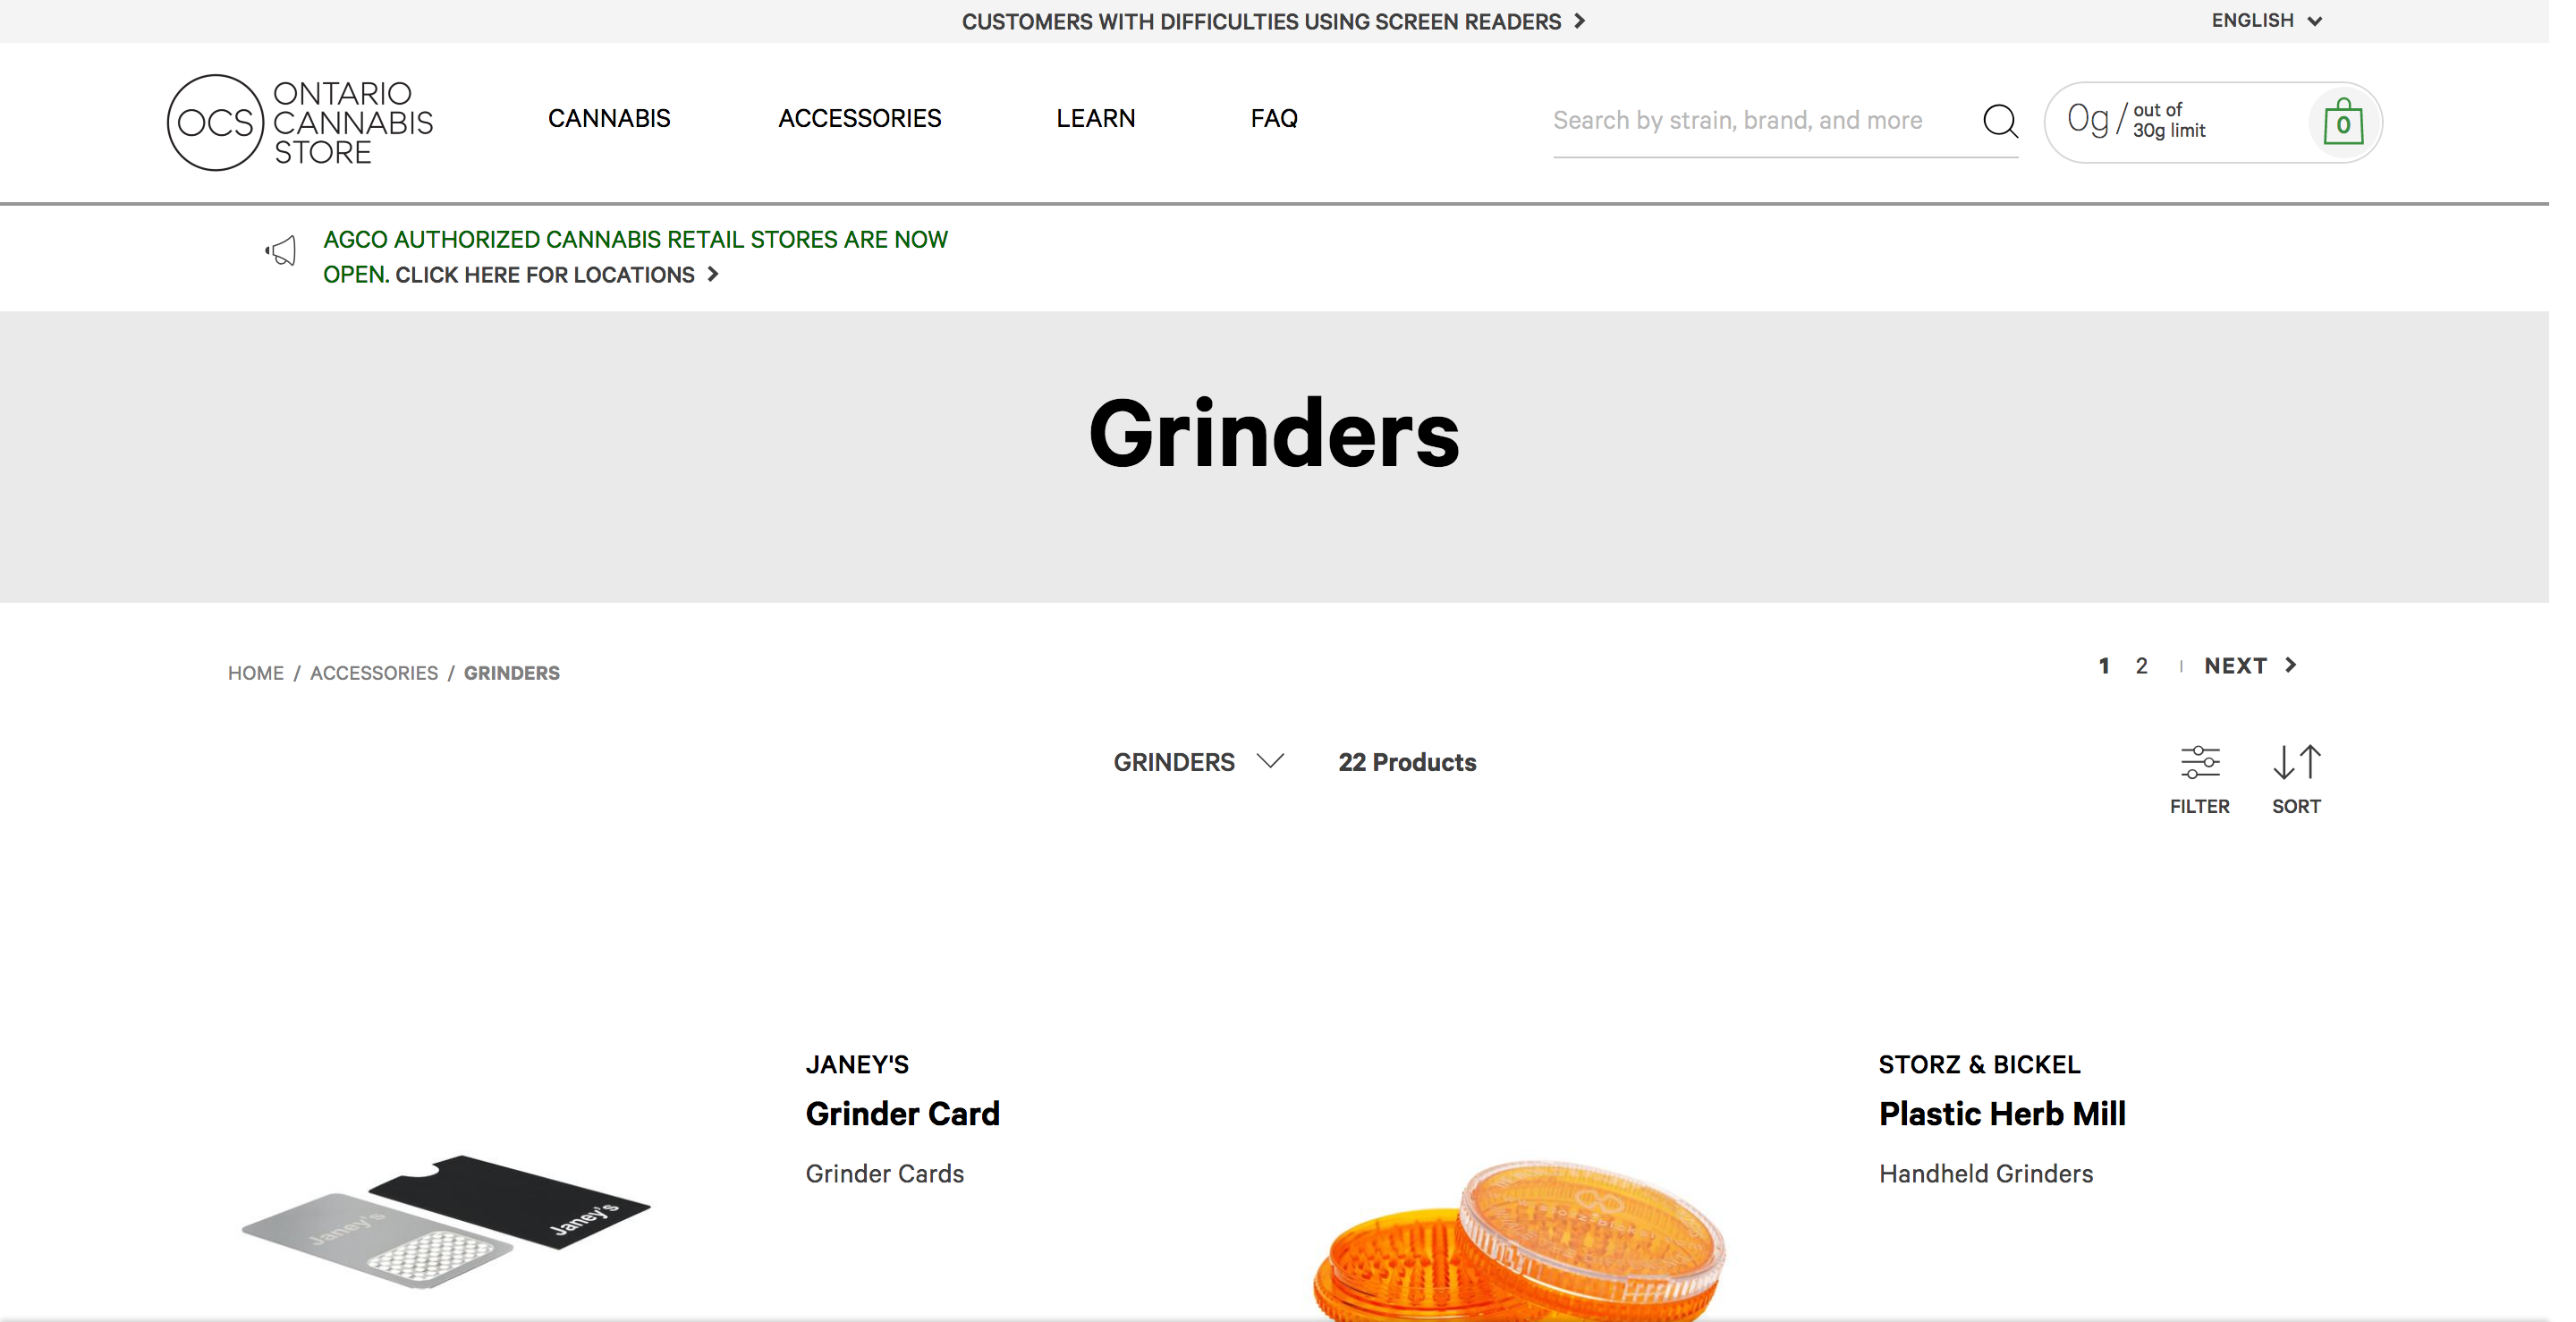 CUSTOMERS WITH DIFFICULTIES USING SCREEN READERS
ENGLISH
OCS
ONTARIO
CANNABIS
STORE
CANNABIS
ACCESSORIES
LEARN
FAQ
Search by strain, brand, and more
0g/
out of
30g limit
0
AGCO AUTHORIZED CANNABIS RETAIL STORES ARE NOW
OPEN. CLICK HERE FOR LOCATIONS
Grinders
HOME / ACCESSORIES / GRINDERS
1 2 | NEXT
GRINDERS
22 Products
FILTER
SORT
JANEY'S
Grinder Card
Grinder Cards
Janey's
Janey's
STORZ & BICKEL
Plastic Herb Mill
Handheld Grinders